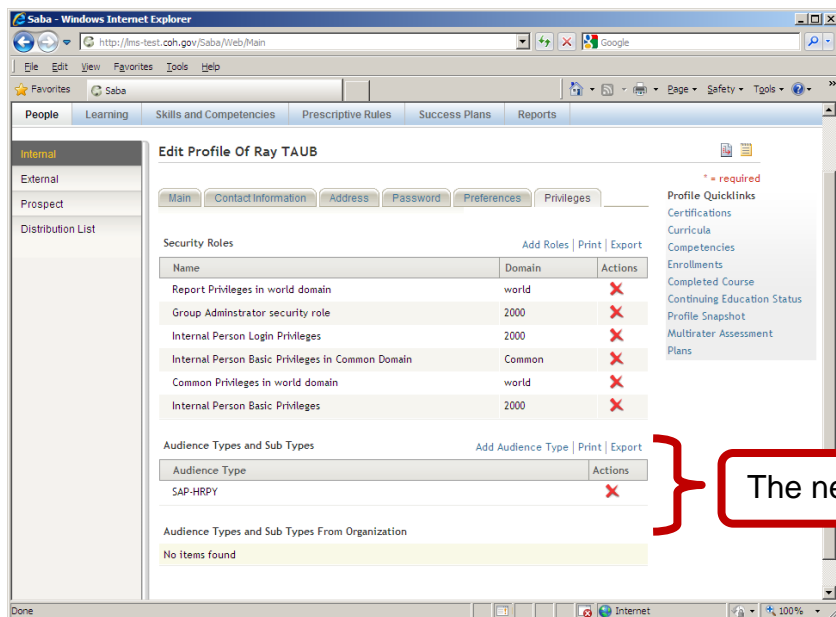 Saba - Windows Internet Explorer
http://lms-test.coh.gov/Saba/Web/Main
Google
File Edit View Favorites Tools Help
Favorites Saba
Page Safety Tools
People Learning Skills and Competencies Prescriptive Rules Success Plans Reports
Internal
External
Prospect
Distribution List
Edit Profile Of Ray TAUB
* = required
Main Contact Information Address Password Preferences Privileges
Security Roles
Add Roles | Print | Export
Name Domain Actions
Report Privileges in world domain world
Group Adminstrator security role 2000
Internal Person Login Privileges 2000
Internal Person Basic Privileges in Common Domain Common
Common Privileges in world domain world
Internal Person Basic Privileges 2000
Audience Types and Sub Types
Add Audience Type | Print | Export
Audience Type Actions
SAP-HRPY
Audience Types and Sub Types From Organization
No items found
Profile Quicklinks
Certifications
Curricula
Competencies
Enrollments
Completed Course
Continuing Education Status
Profile Snapshot
Multirater Assessment
Plans
The ne
Done
Internet
100%